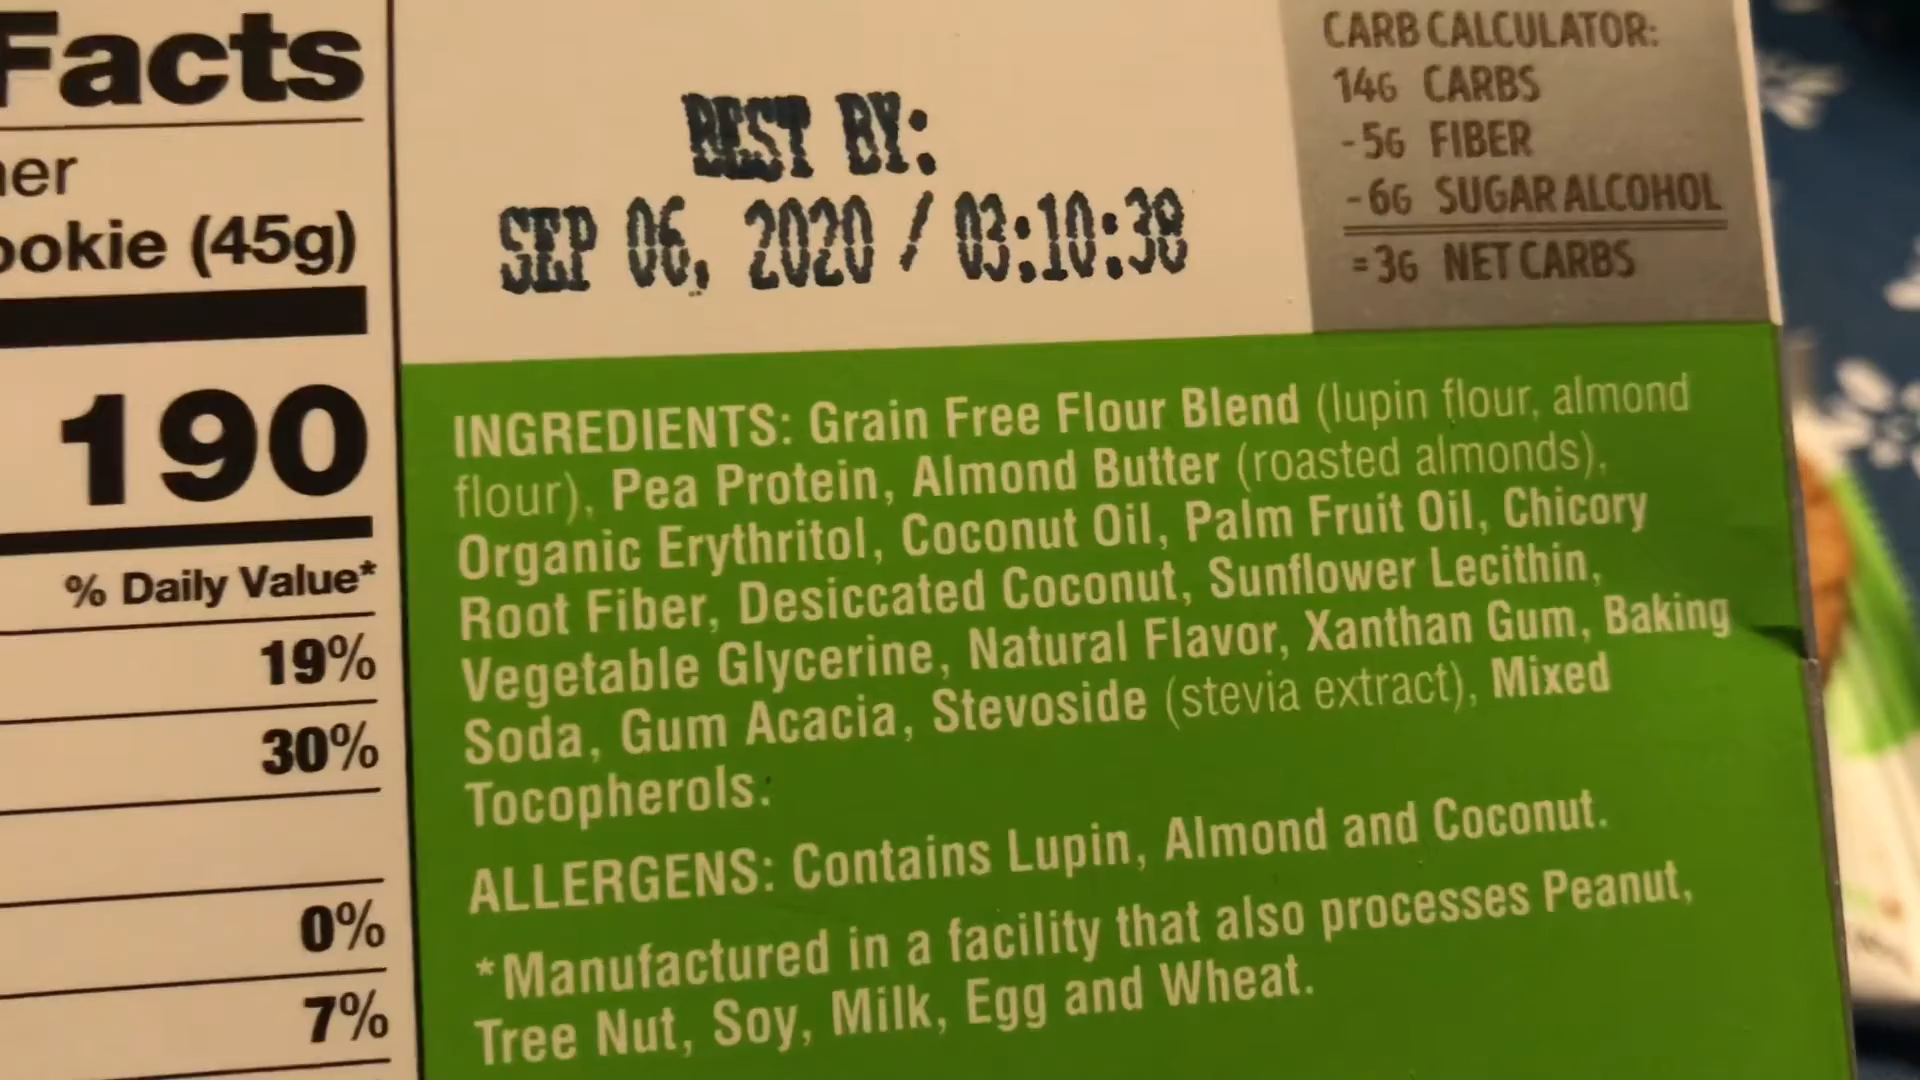 Facts
ookie (45g)
190
% Daily Value*
19%
30%
0%
7%
BEST BY:
SEP 06, 2020 / 03:10:38
CARB CALCULATOR:
14G CARBS
-5G FIBER
-6G SUGAR ALCOHOL
=3G NET CARBS
INGREDIENTS: Grain Free Flour Blend (lupin flour, almond
flour), Pea Protein, Almond Butter (roasted almonds),
Organic Erythritol, Coconut Oil, Palm Fruit Oil, Chicory
Root Fiber, Desiccated Coconut, Sunflower Lecithin,
Vegetable Glycerine, Natural Flavor, Xanthan Gum, Baking
Soda, Gum Acacia, Stevoside (stevia extract), Mixed
Tocopherols.
ALLERGENS: Contains Lupin, Almond and Coconut.
*Manufactured in a facility that also processes Peanut,
Tree Nut, Soy, Milk, Egg and Wheat.